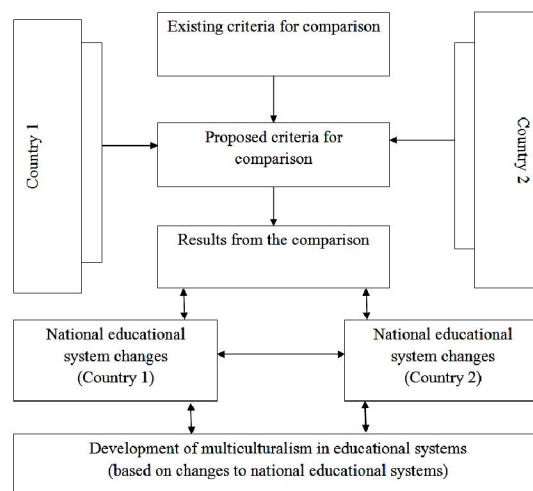 Existing criteria for comparison
Country 1
Country 2
Proposed criteria for
comparison
Results from the comparison
National educational
system changes
(Country 1)
National educational
system changes
(Country 2)
Development of multiculturalism in educational systems
(based on changes to national educational systems)